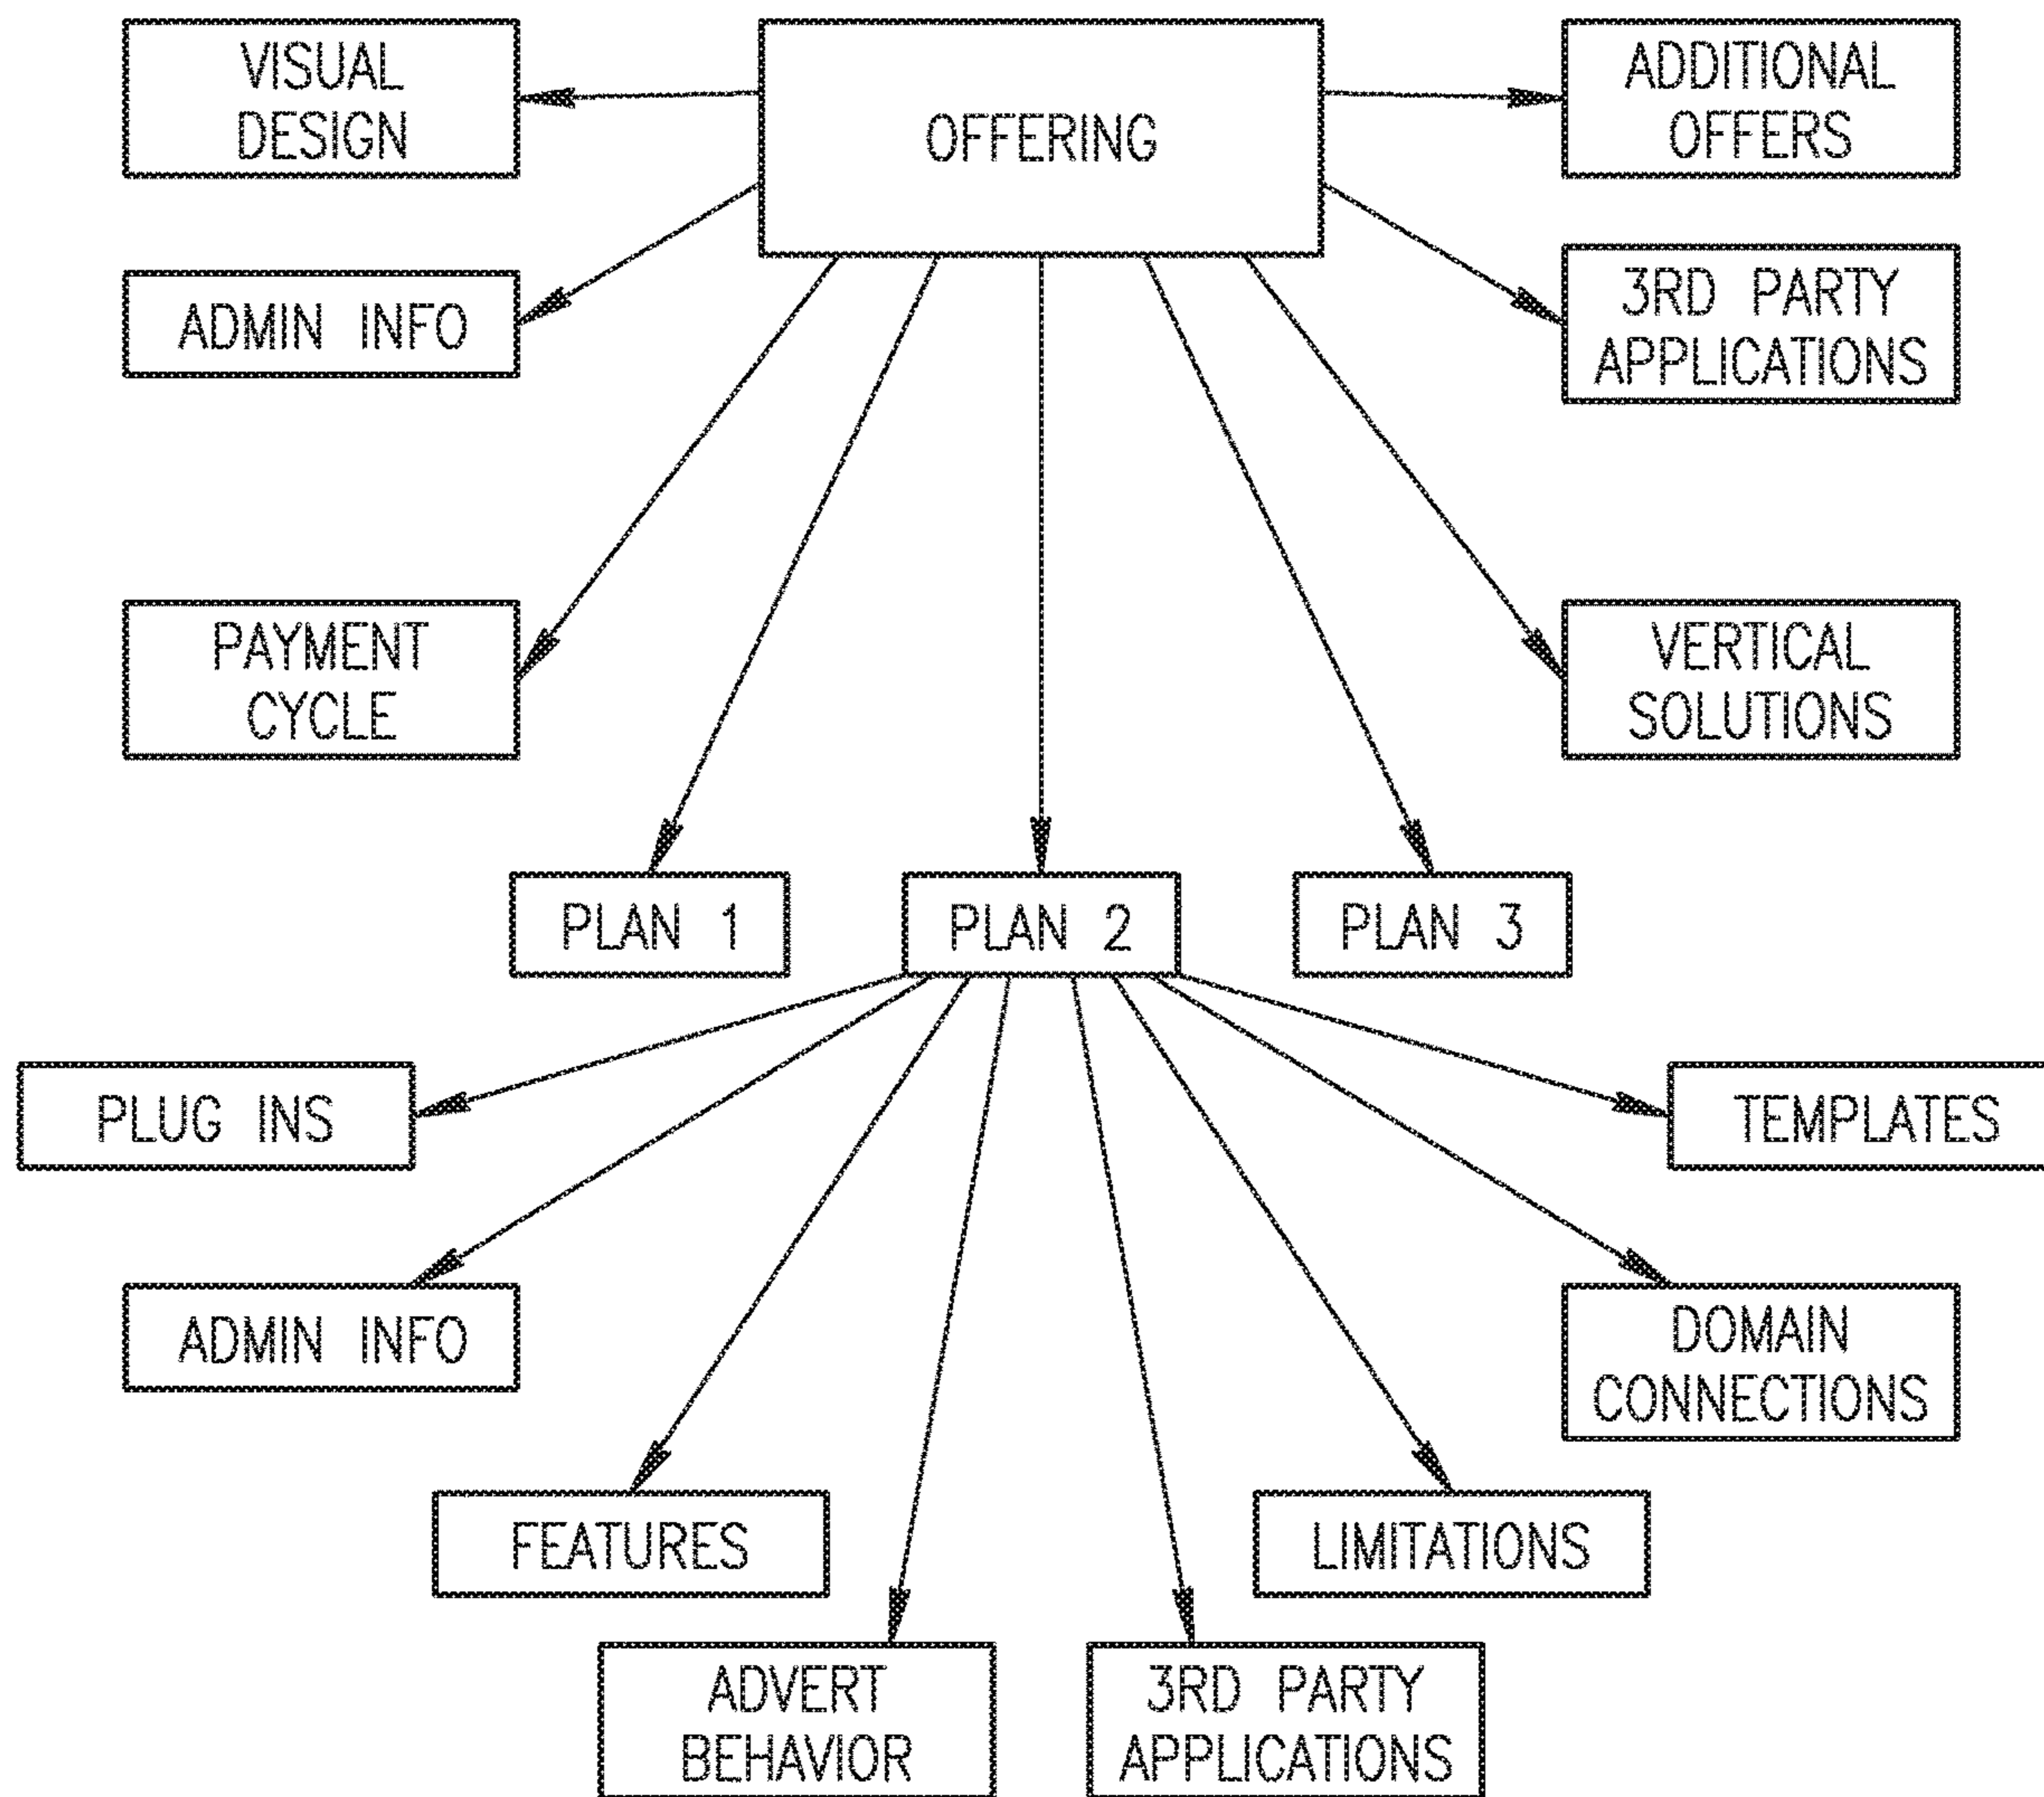 VISUAL
DESIGN
OFFERING
ADDITIONAL
OFFERS
ADMIN INFO
3RD PARTY
APPLICATIONS
PAYMENT
CYCLE
VERTICAL
SOLUTIONS
PLAN 1
PLAN 2
PLAN 3
PLUG INS
TEMPLATES
ADMIN INFO
DOMAIN
CONNECTIONS
FEATURES
LIMITATIONS
ADVERT
BEHAVIOR
3RD PARTY
APPLICATIONS